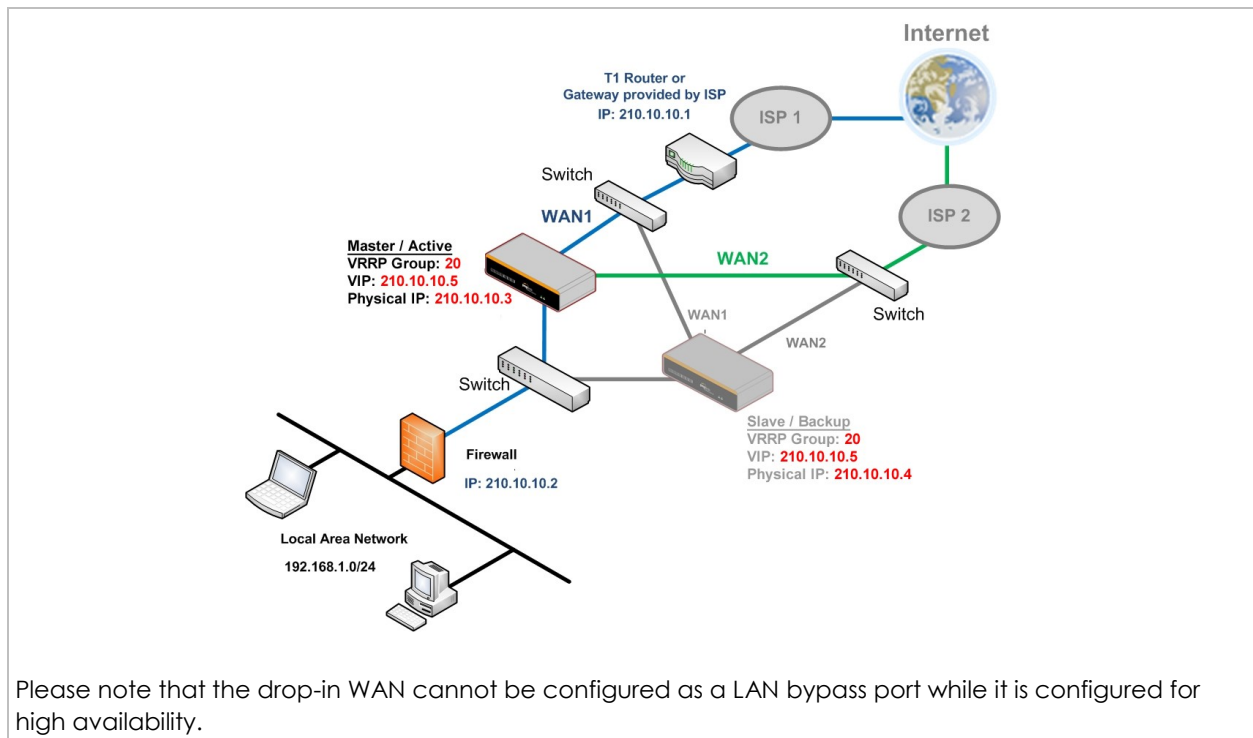 Internet
T1 Router or
Gateway provided by ISP
IP: 210.10.10.1
ISP 1
Switch
WAN1
ISP 2
Master / Active
VRRP Group: 20
VIP: 210.10.10.5
Physical IP: 210.10.10.3
WAN2
Switch
WAN1
WAN2
Switch
Slave / Backup
VRRP Group: 20
VIP: 210.10.10.5
Physical IP: 210.10.10.4
Firewall
IP: 210.10.10.2
Local Area Network
192.168.1.0/24
Please note that the drop-in WAN cannot be configured as a LAN bypass port while it is configured for
high availability.